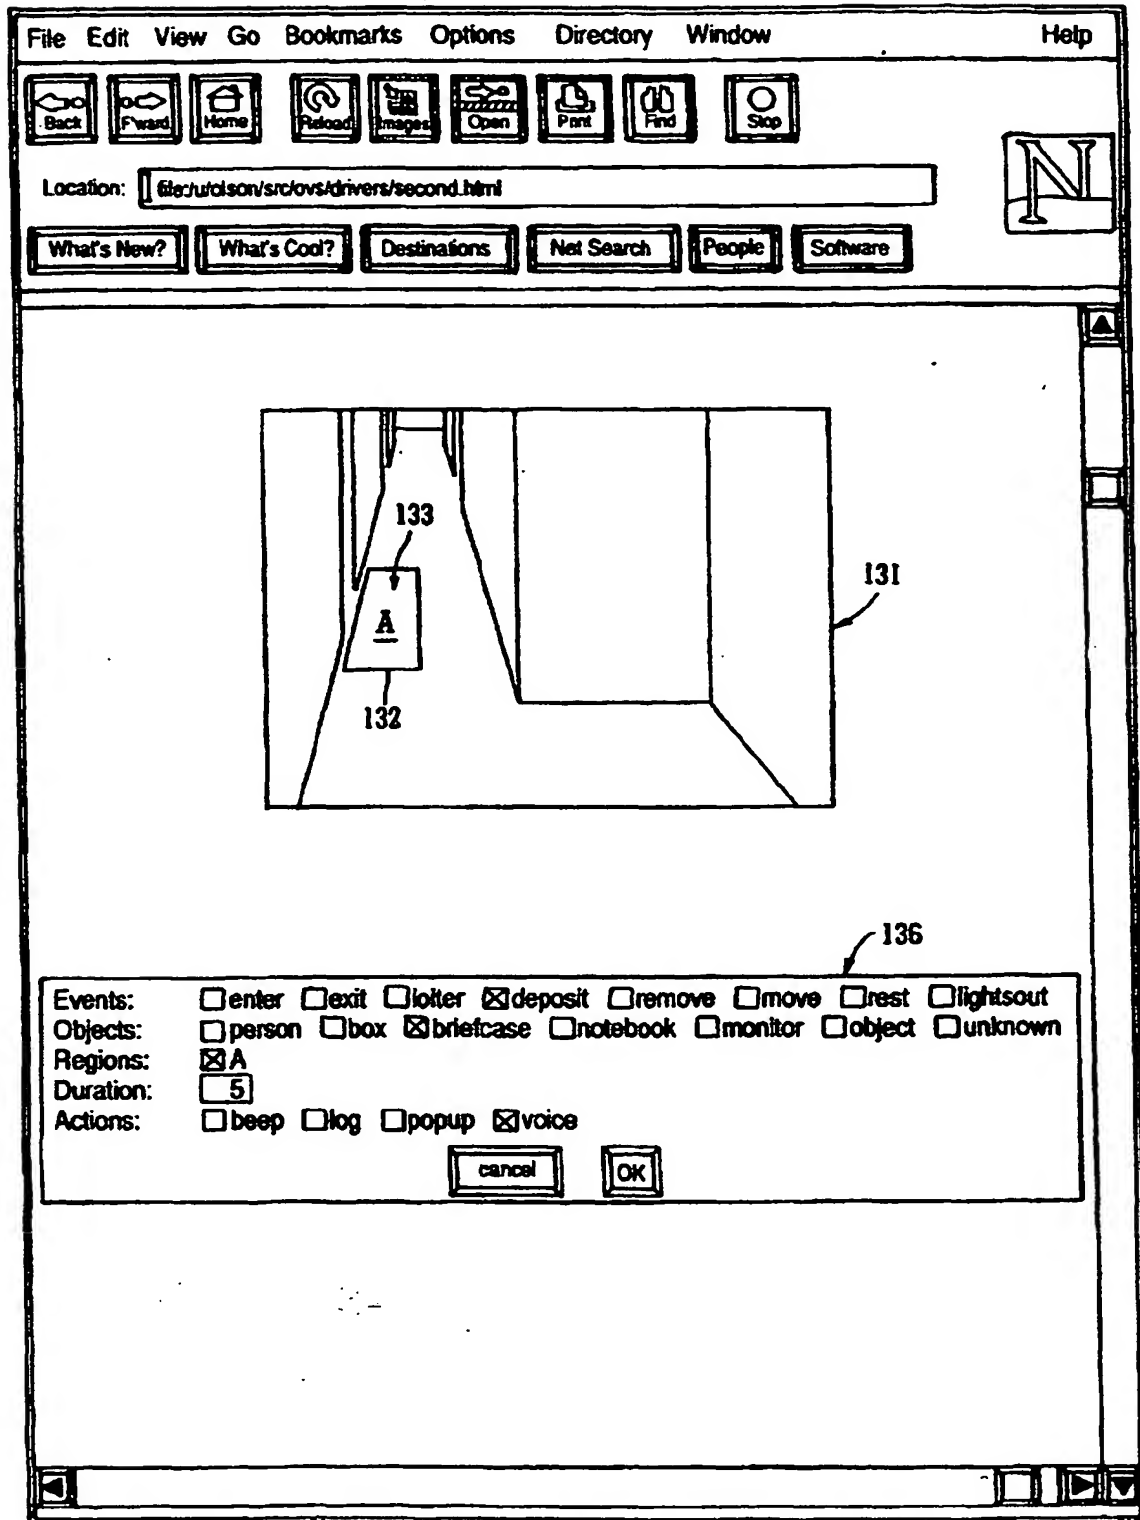 File Edit View Go Bookmarks Options Directory Window Help
Back F'ward Home Reload Images Open Print Find Stop
N
Location: file:/u/olson/src/ovs/drivers/second.html
What's New? What's Cool? Destinations Net Search People Software
133
131
A
132
136
Events: enter exit loiter deposit remove move rest lightsout
Objects: person box briefcase notebook monitor object unknown
Regions: A
Duration: 5
Actions: beep log popup voice
cancel OK